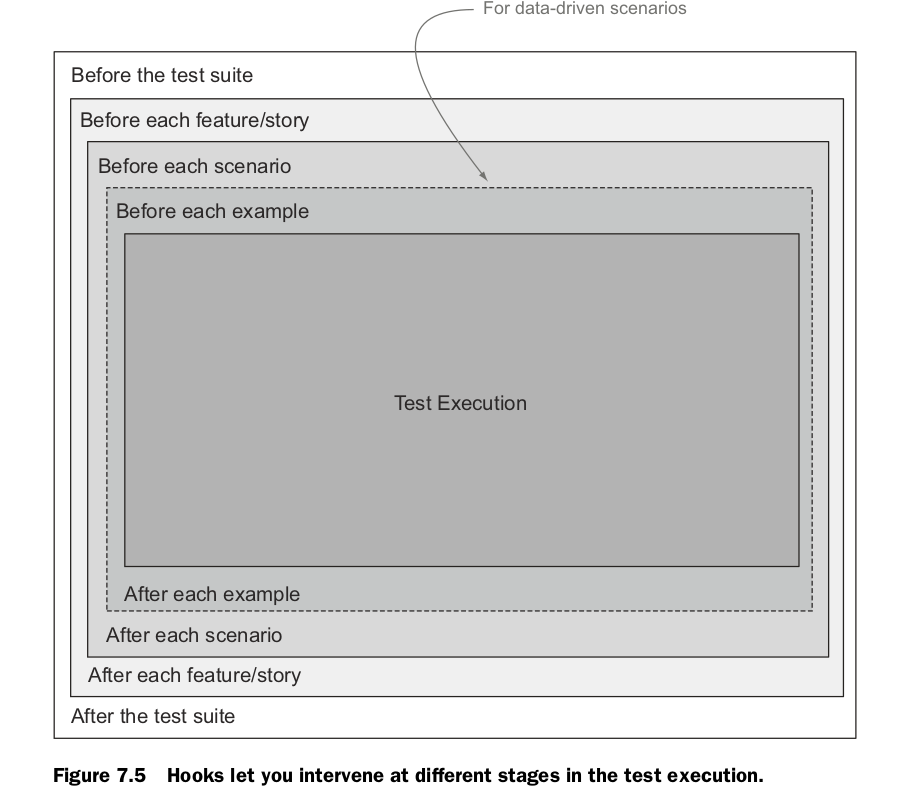 For data-driven scenarios
Before the test suite
Before each feature/story
Before each scenario
Before each example
Test Execution
After each example
After each scenario
After each feature/story
After the test suite
Figure 7.5 Hooks let you intervene at different stages in the test execution.